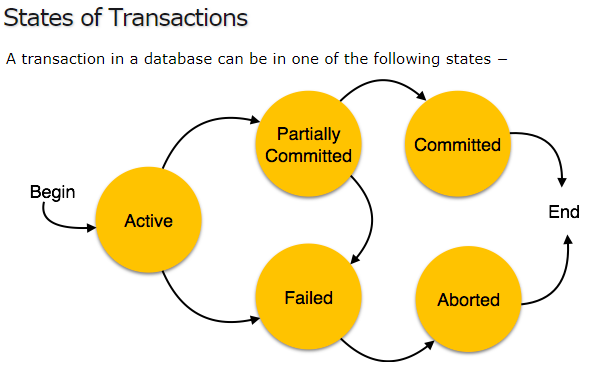 States of Transactions
A transaction in a database can be in one of the following states −
Partially
Committed
Committed
Begin
Active
End
Failed
Aborted